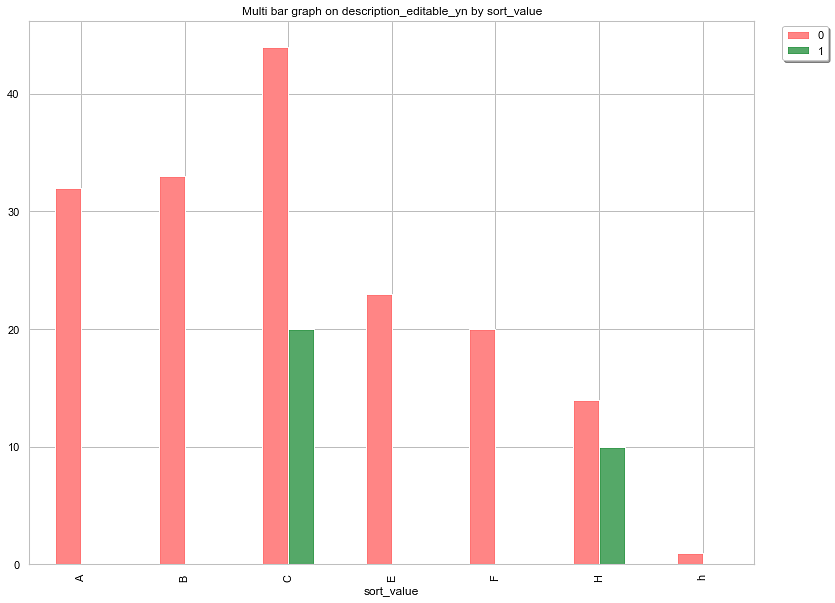 Multi bar graph on description_editable_yn by sort_value
0
1
40
30
20
10
0
A B C E F H h
sort_value